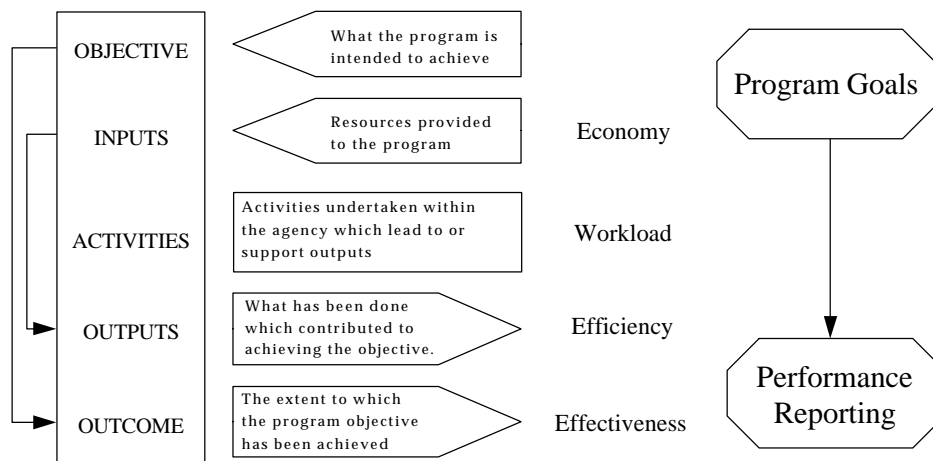 OBJECTIVE
What the program is
intended to achieve
Program Goals
INPUTS
Resources provided
to the program
Economy
ACTIVITIES
Activities undertaken within
the agency which lead to or
support outputs
Workload
OUTPUTS
What has been done
which contributed to
achieving the objective.
Efficiency
OUTCOME
The extent to which
the program objective
has been achieved
Effectiveness
Performance
Reporting